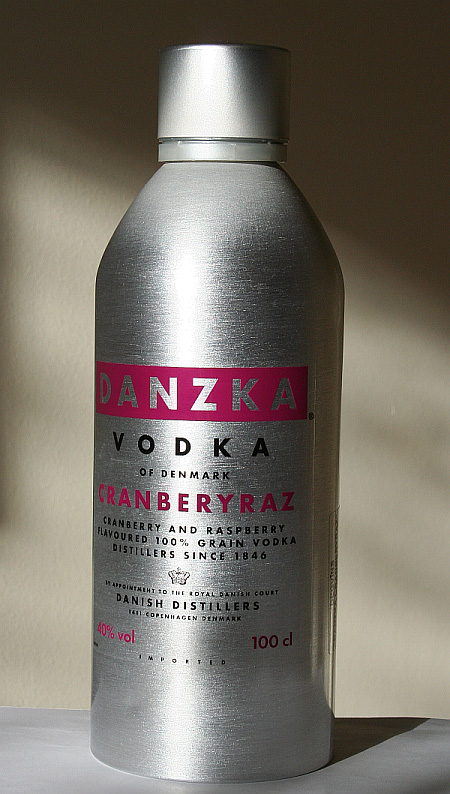 DANZKA®
VODKA
OF DENMARK
CRANBERYRAZ
CRANBERRY AND RASPBERRY
FLAVOURED 100% GRAIN VODKA
DISTILLERS SINCE 1846
BY APPOINTMENT TO THE ROYAL DANISH COURT
DANISH DISTILLERS
COPENHAGEN DENMARK
40% vol 100 cl
IMPORTED